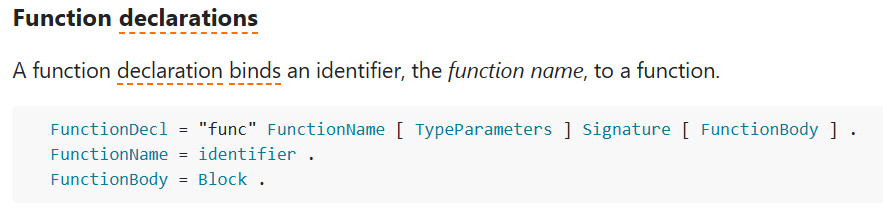 Function declarations
A function declaration binds an identifier, the function name, to a function.
FunctionDecl = "func" FunctionName [ TypeParameters ] Signature [ FunctionBody ] .
FunctionName = identifier .
FunctionBody = Block .